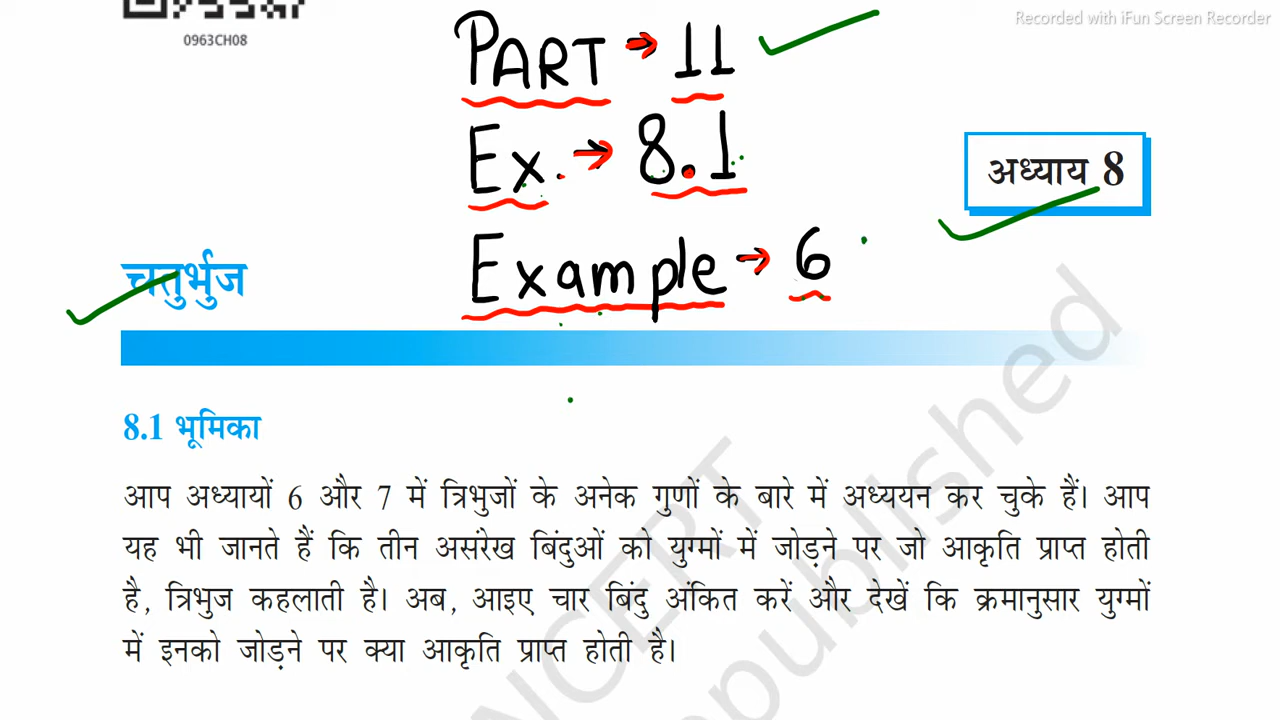 Recorded with iFun Screen Recorder
0963CH08
PART → 11
Ex. → 8.1
अध्याय 8
Example → 6
चतुर्भुज
8.1 भूमिका
आप अध्यायों 6 और 7 में त्रिभुजों के अनेक गुणों के बारे में अध्ययन कर चुके हैं। आप
यह भी जानते हैं कि तीन असंरेख बिंदुओं को युग्मों में जोड़ने पर जो आकृति प्राप्त होती
है, त्रिभुज कहलाती है। अब, आइए चार बिंदु अंकित करें और देखें कि क्रमानुसार युग्मों
में इनको जोड़ने पर क्या आकृति प्राप्त होती है।
NCERT
republished